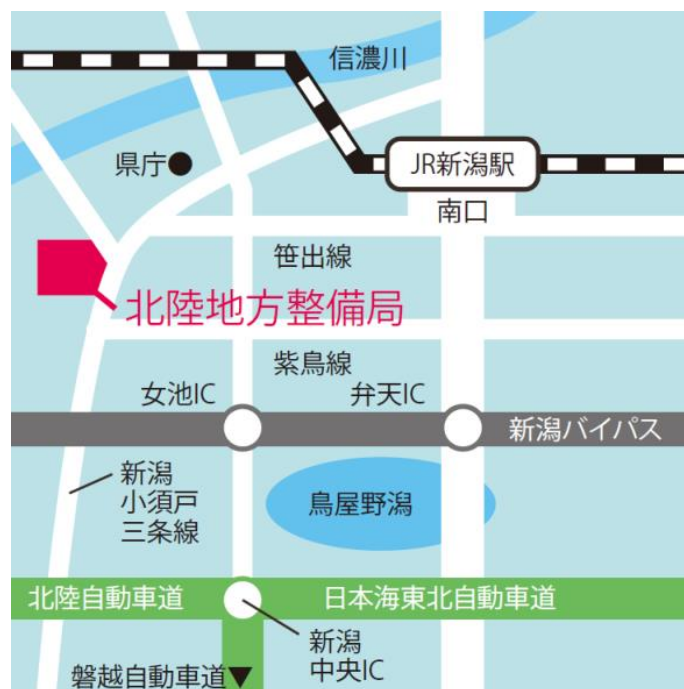 信濃川
県庁
JR新潟駅
南口
笹出線
北陸地方整備局
紫鳥線
女池IC
弁天IC
新潟バイパス
新潟
小須戸
三条線
鳥屋野潟
北陸自動車道
日本海東北自動車道
新潟
中央IC
磐越自動車道▼